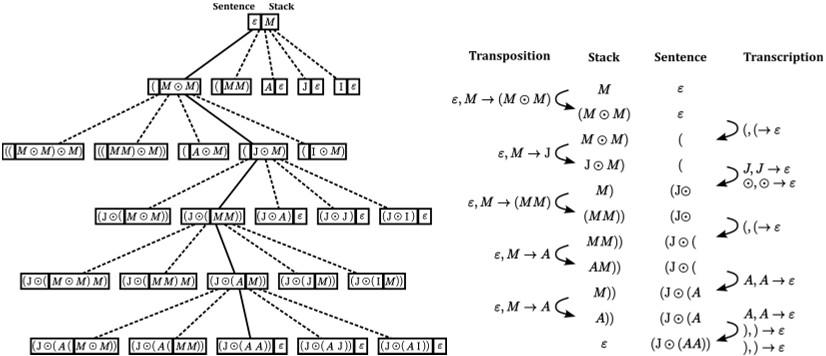 Sentence Stack
ε M
( M ⊙ M) ( MM) A ε J ε I ε
(( M ⊙ M) ⊙ M) (( MM) ⊙ M) ( A ⊙ M) ( J ⊙ M) ( I ⊙ M)
(J ⊙ ( M ⊙ M)) (J ⊙ ( MM)) (J ⊙ A) ε (J ⊙ J) ε (J ⊙ I) ε
(J ⊙ ( M ⊙ M) M) (J ⊙ ( MM) M) (J ⊙ (A M)) (J ⊙ (J M)) (J ⊙ (I M))
(J ⊙ (A( M ⊙ M)) (J ⊙ (A( MM)) (J ⊙ (A A)) ε (J ⊙ (A J)) ε (J ⊙ (A I)) ε
Transposition Stack Sentence Transcription
M ε
ε, M → (M ⊙ M)
(M ⊙ M) ε
(, (→ ε
M ⊙ M) (
ε, M → J
J ⊙ M) (
J, J → ε
⊙, ⊙ → ε
M) (J⊙
ε, M → (MM)
(MM)) (J⊙
(, (→ ε
MM)) (J ⊙ (
ε, M → A
AM)) (J ⊙ (
A, A → ε
M)) (J ⊙ (A
ε, M → A
A)) (J ⊙ (A
A, A → ε
), ) → ε
), ) → ε
ε (J ⊙ (AA))